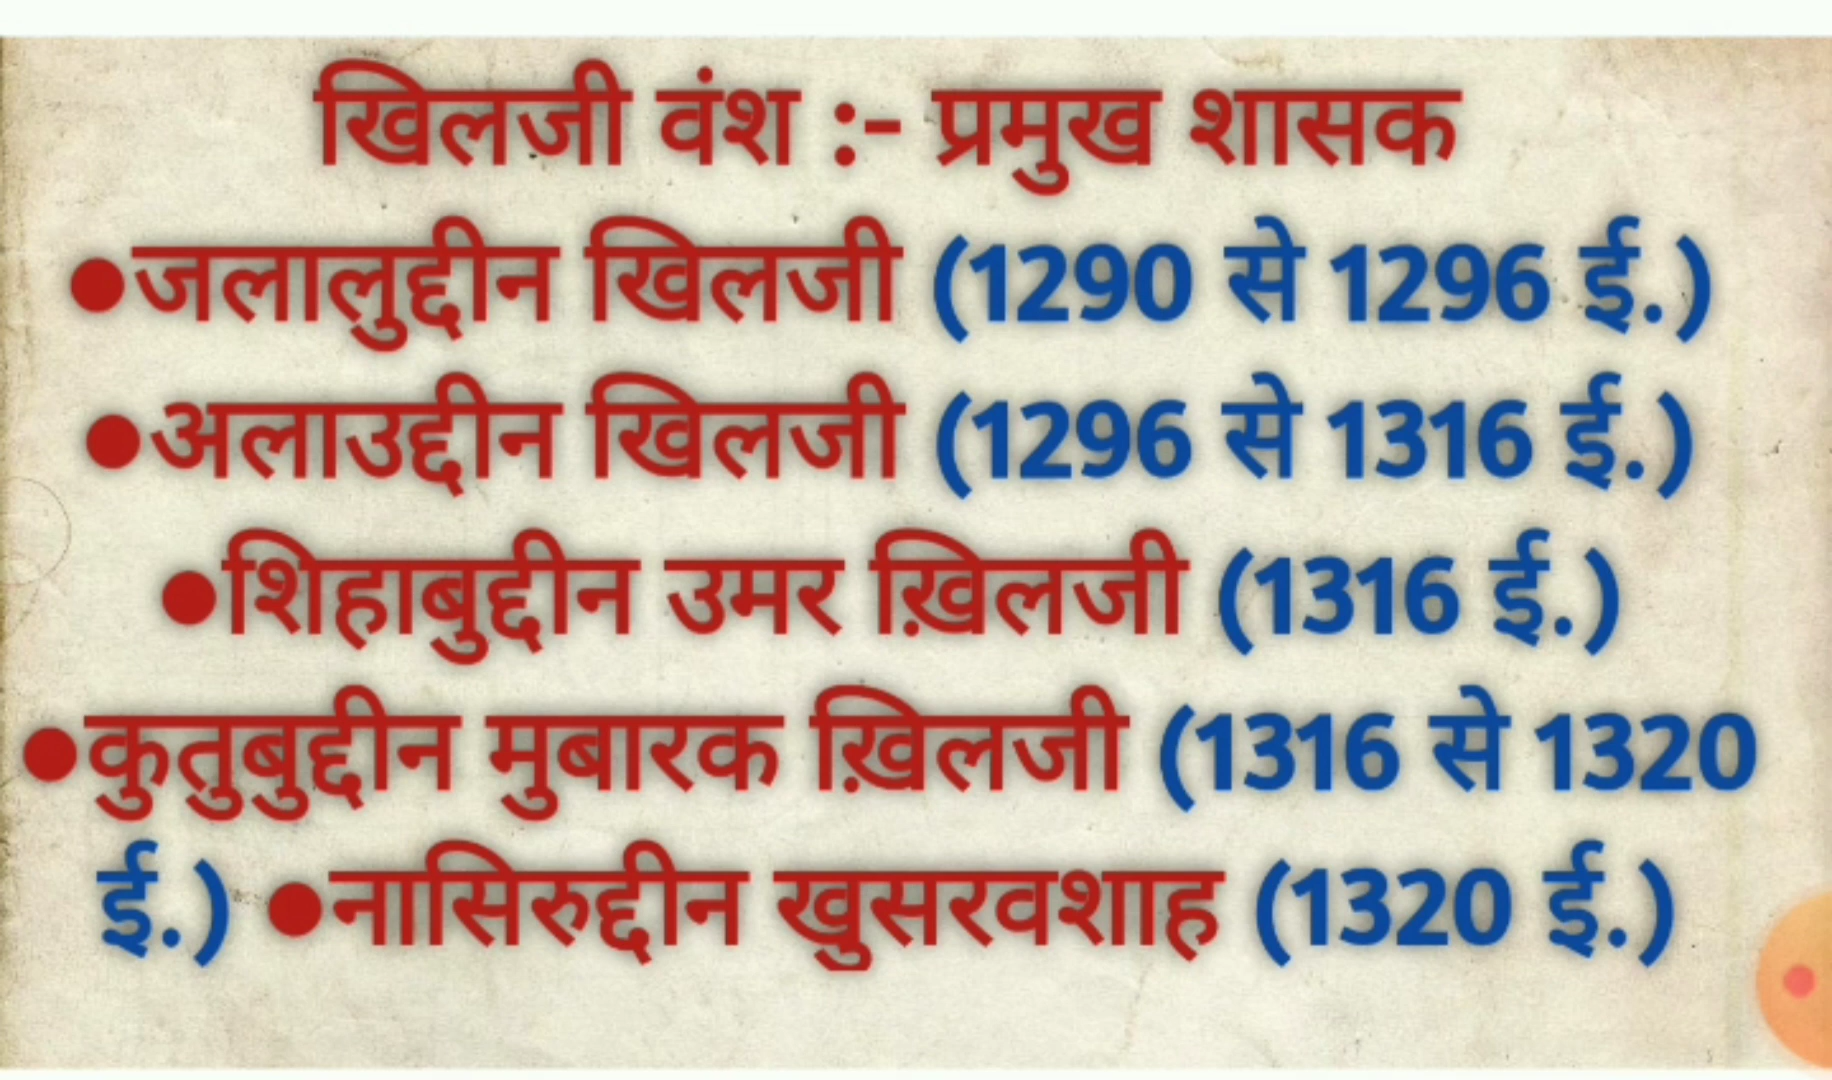 खिलजी वंश :- प्रमुख शासक
●जलालुद्दीन खिलजी (1290 से 1296 ई.)
●अलाउद्दीन खिलजी (1296 से 1316 ई.)
●शिहाबुद्दीन उमर ख़िलजी (1316 ई.)
●कुतुबुद्दीन मुबारक ख़िलजी (1316 से 1320
ई.) ●नासिरुद्दीन खुसरवशाह (1320 ई.)